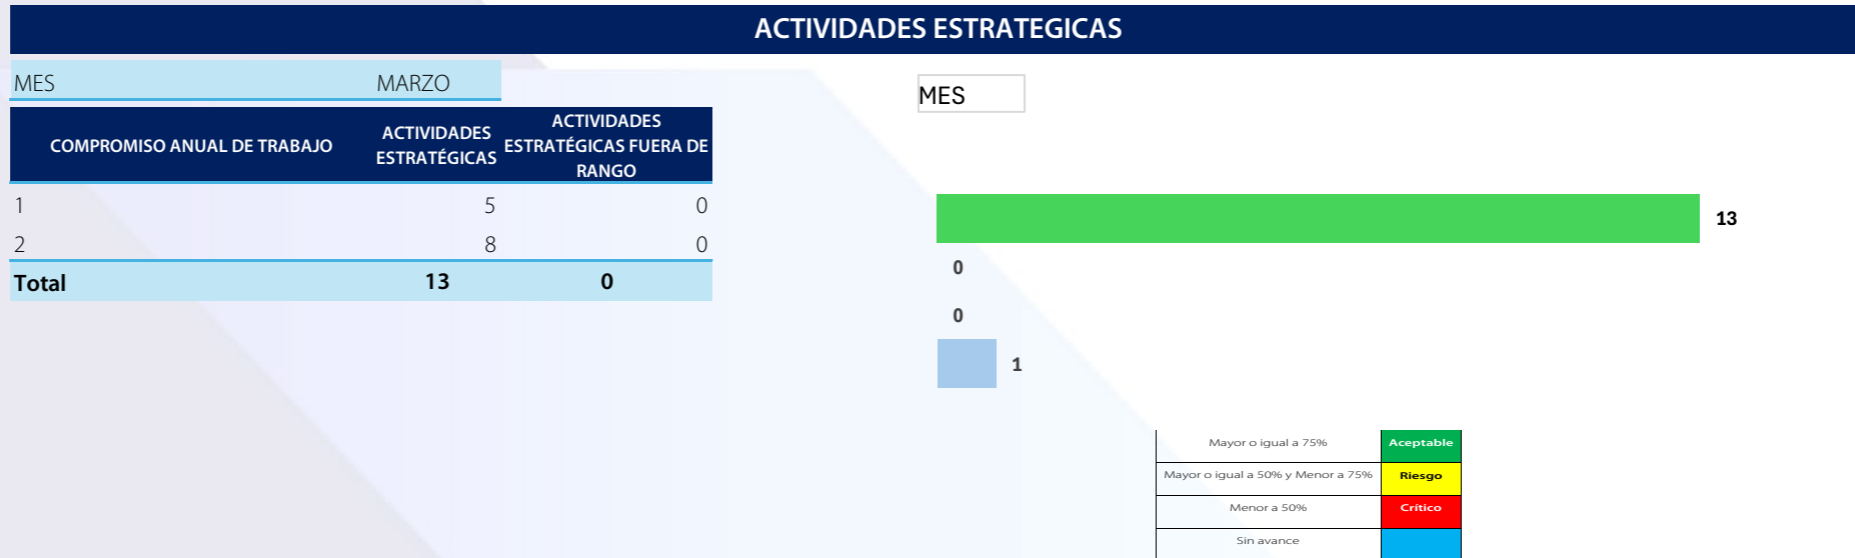 ACTIVIDADES ESTRATEGICAS
MES MARZO
COMPROMISO ANUAL DE TRABAJO
ACTIVIDADES
ESTRATÉGICAS
ACTIVIDADES
ESTRATÉGICAS FUERA DE
RANGO
1 5 0
2 8 0
Total 13 0
MES
13
0
0
1
Mayor o igual a 75% Aceptable
Mayor o igual a 50% y Menor a 75% Riesgo
Menor a 50% Crítico
Sin avance